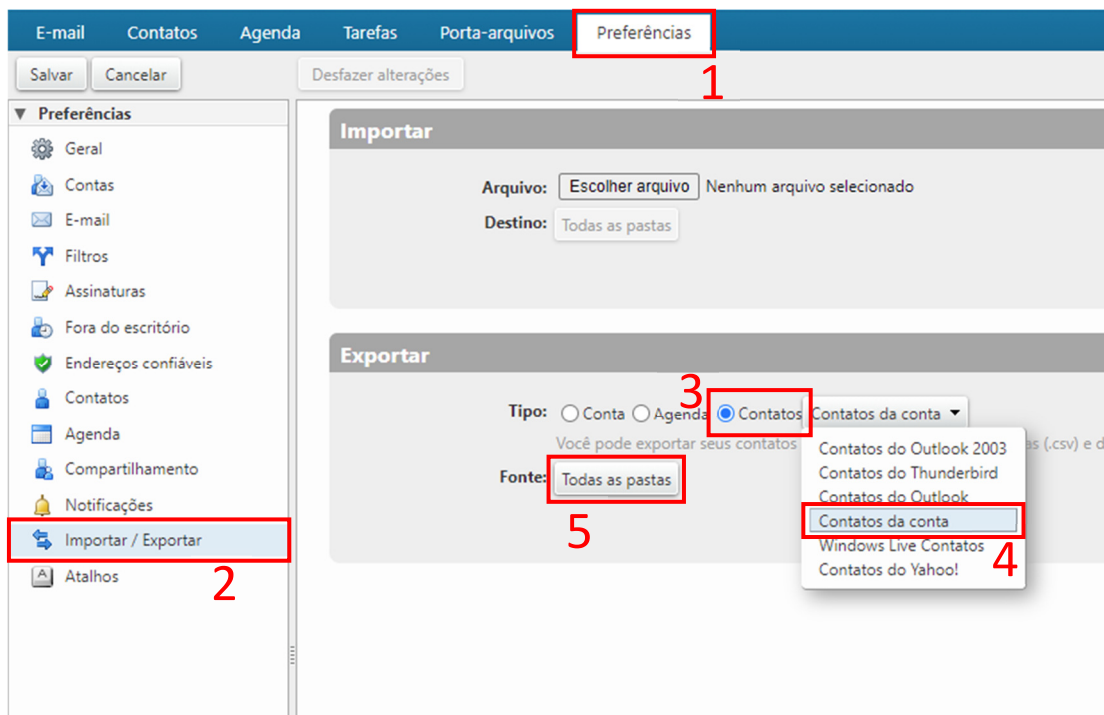 E-mail Contatos Agenda Tarefas Porta-arquivos Preferências
1
Salvar Cancelar Desfazer alterações
Preferências
Geral
Contas
E-mail
Filtros
Assinaturas
Fora do escritório
Endereços confiáveis
Contatos
Agenda
Compartilhamento
Notificações
Importar / Exportar
2
Atalhos
A
Importar
Arquivo: Escolher arquivo Nenhum arquivo selecionado
Destino: Todas as pastas
Exportar
3
Tipo: Conta Agenda Contatos Contatos da conta
Você pode exportar seus contatos as (.csv) e d
Fonte: Todas as pastas
5
Contatos do Outlook 2003
Contatos do Thunderbird
Contatos do Outlook
Contatos da conta
Windows Live Contatos
4
Contatos do Yahoo!